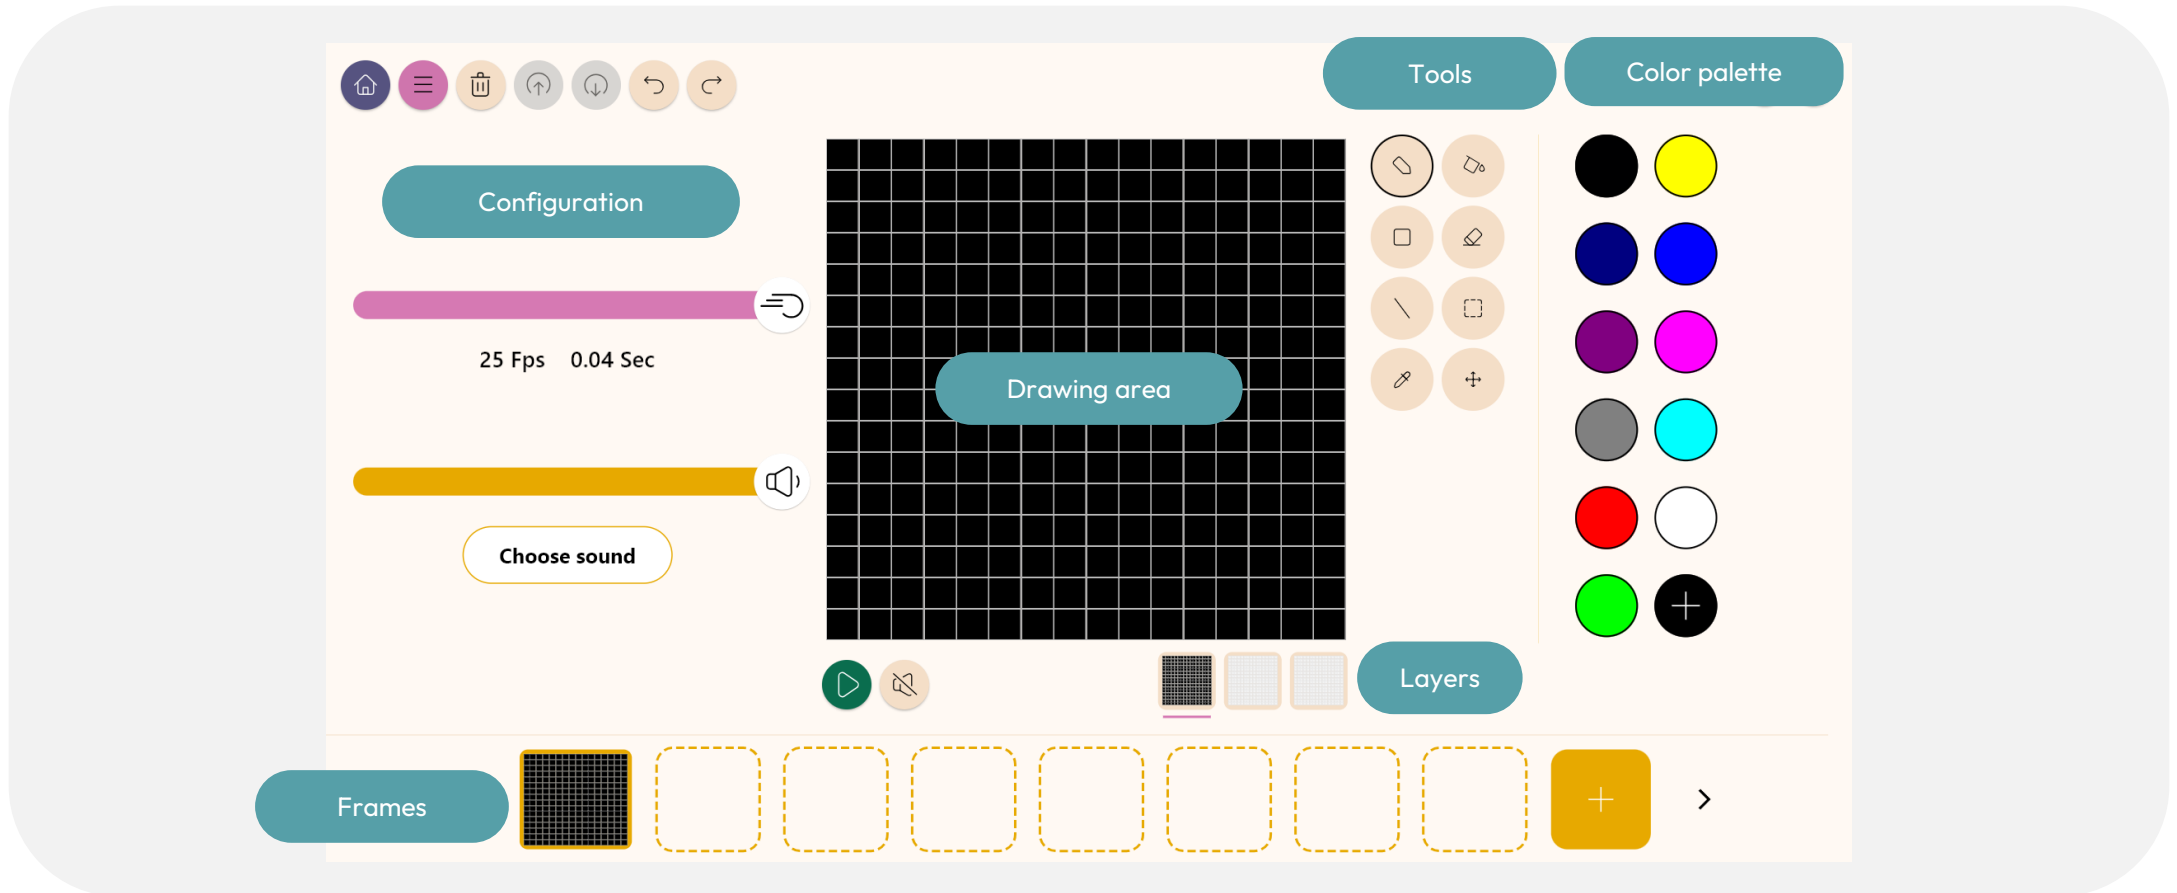 Tools
Color palette
Configuration
25 Fps 0.04 Sec
Drawing area
Choose sound
Layers
Frames